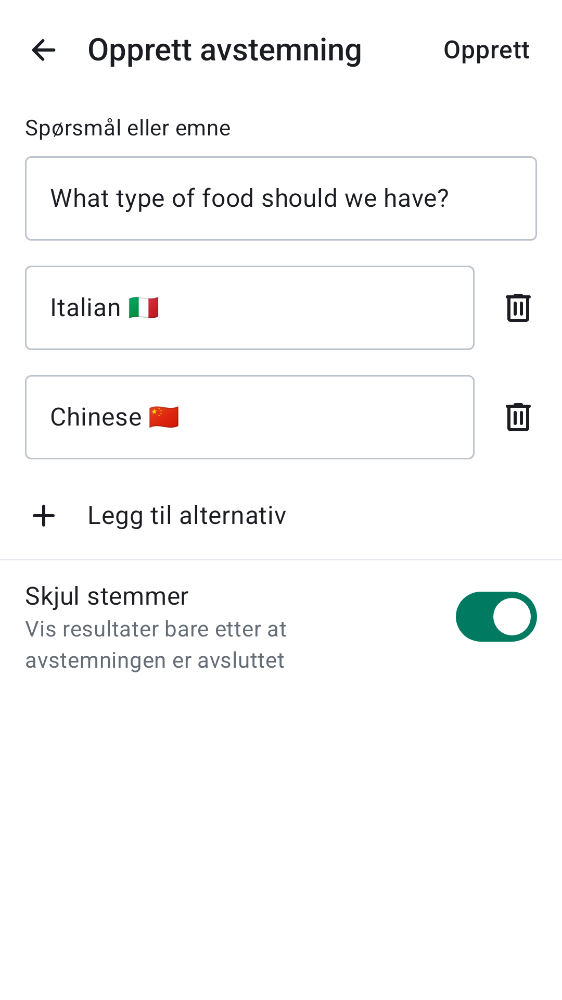 Opprett avstemning
Opprett
Spørsmål eller emne
What type of food should we have?
Italian 🇮🇹
Chinese 🇨🇳
Legg til alternativ
Skjul stemmer
Vis resultater bare etter at
avstemningen er avsluttet